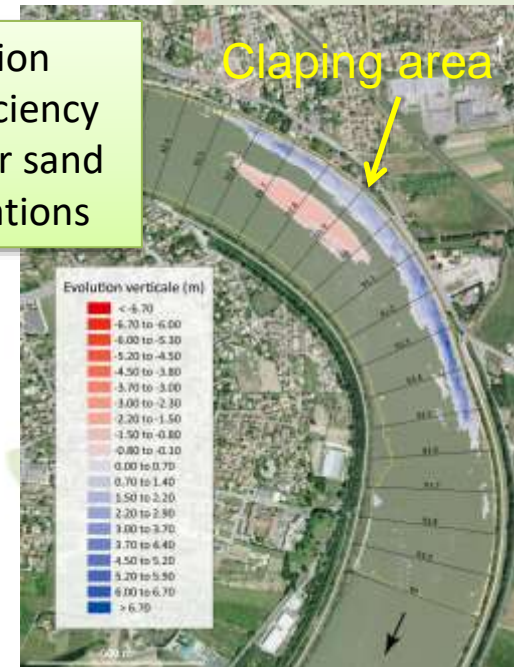 tion
ciency
r sand
ations
Claping area
Evolution verticale (m)
< -6.70
-6.70 to -6.00
-6.00 to -5.30
-5.20 to -4.50
-4.50 to -3.80
-3.70 to -3.00
-3.00 to -2.30
-2.20 to -1.50
-1.50 to -0.80
-0.80 to -0.10
0.00 to 0.70
0.70 to 1.40
1.50 to 2.20
2.20 to 2.90
3.00 to 3.70
3.70 to 4.40
4.50 to 5.20
5.20 to 5.90
6.00 to 6.70
> 6.70